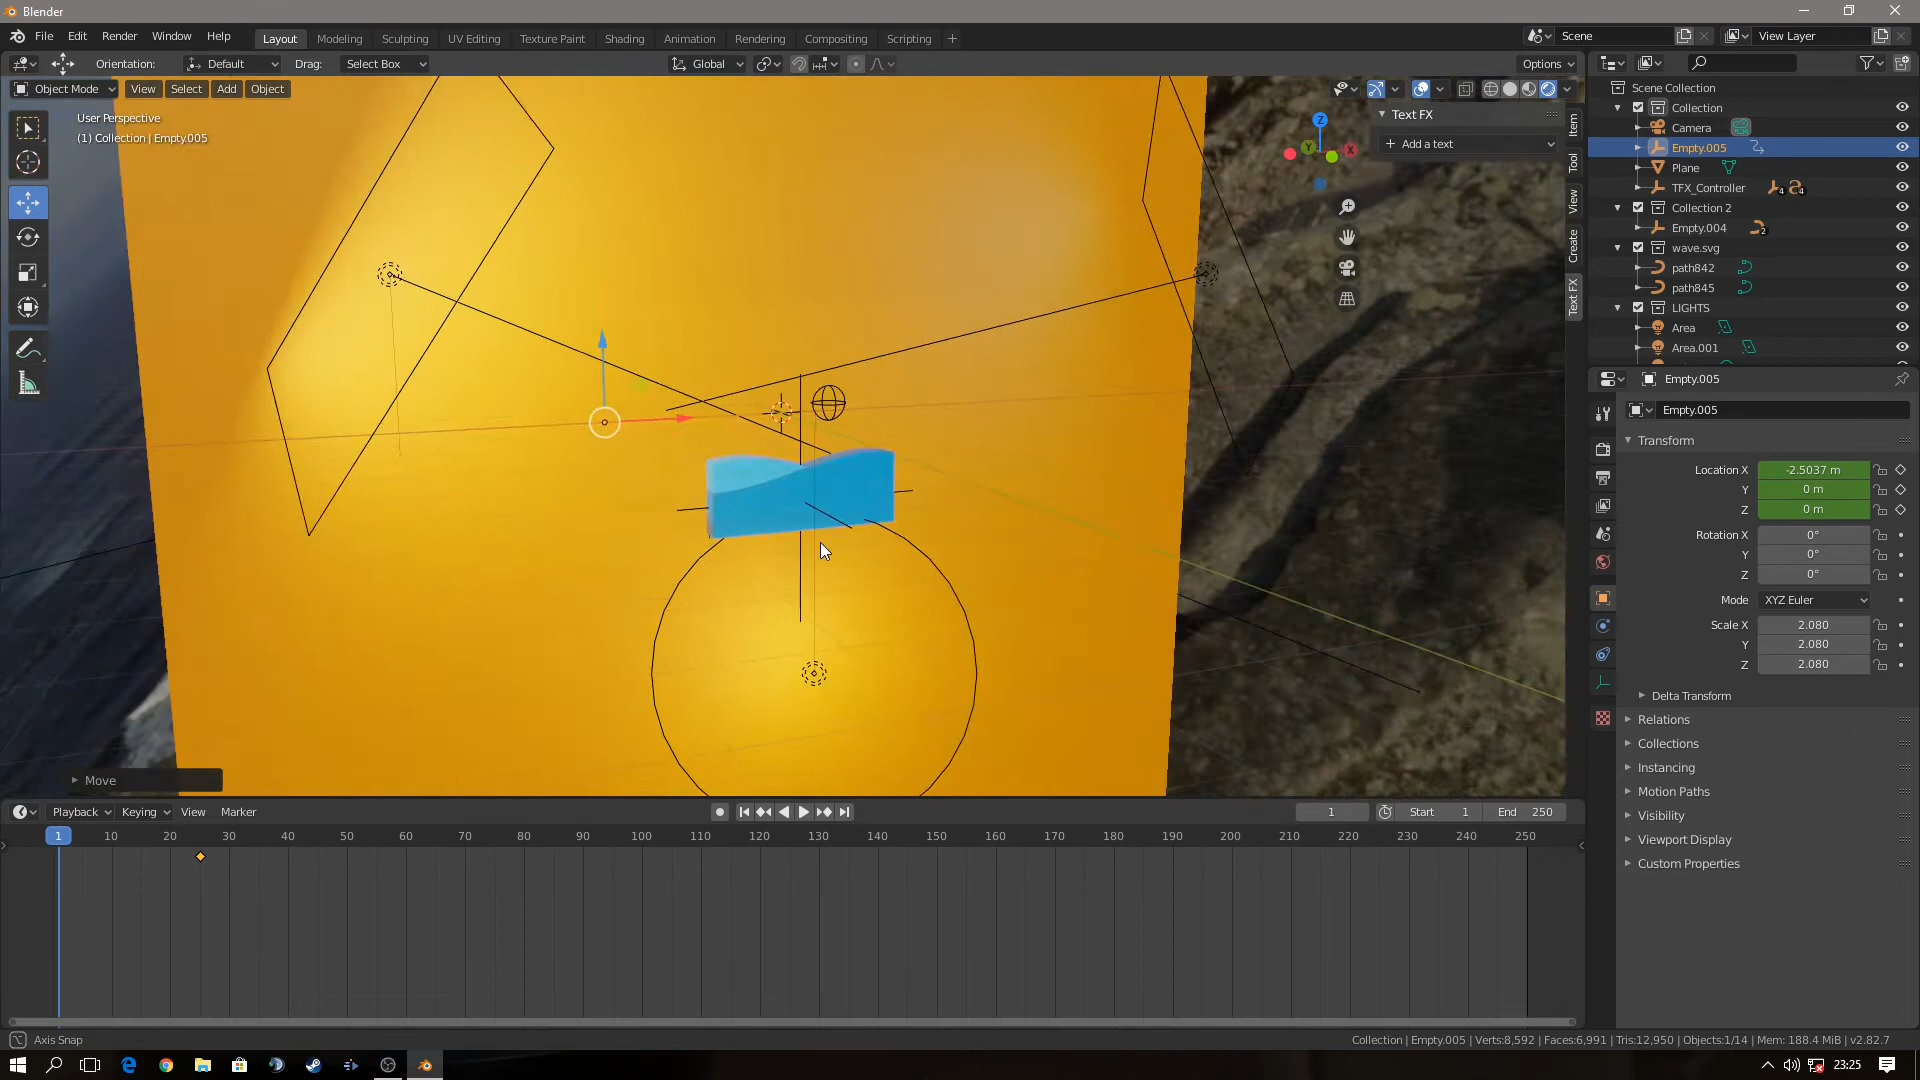 Blender
File Edit Render Window Help Layout Modeling Sculpting UV Editing Texture Paint Shading Animation Rendering Compositing Scripting + Scene View Layer
Orientation: Default Drag: Select Box Global Options
Object Mode View Select Add Object
User Perspective
(1) Collection | Empty.005
Text FX
+ Add a text
Z
Y
X
Item
Tool
View
Create
Text FX
Scene Collection
Collection
Camera
Empty.005
Plane
TFX_Controller 4 4
Collection 2
Empty.004 2
wave.svg
path842
path845
LIGHTS
Area
Area.001
Empty.005
Empty.005
Transform
Location X -2.5037 m
Y 0 m
Z 0 m
Rotation X 0°
Y 0°
Z 0°
Mode XYZ Euler
Scale X 2.080
Y 2.080
Z 2.080
Delta Transform
Relations
Collections
Instancing
Motion Paths
Visibility
Viewport Display
Custom Properties
Move
Playback Keying View Marker 1 Start 1 End 250
1 10 20 30 40 50 60 70 80 90 100 110 120 130 140 150 160 170 180 190 200 210 220 230 240 250
Axis Snap
Collection | Empty.005 | Verts:8,592 | Faces:6,991 | Tris:12,950 | Objects:1/14 | Mem: 188.4 MiB | v2.82.7
23:25